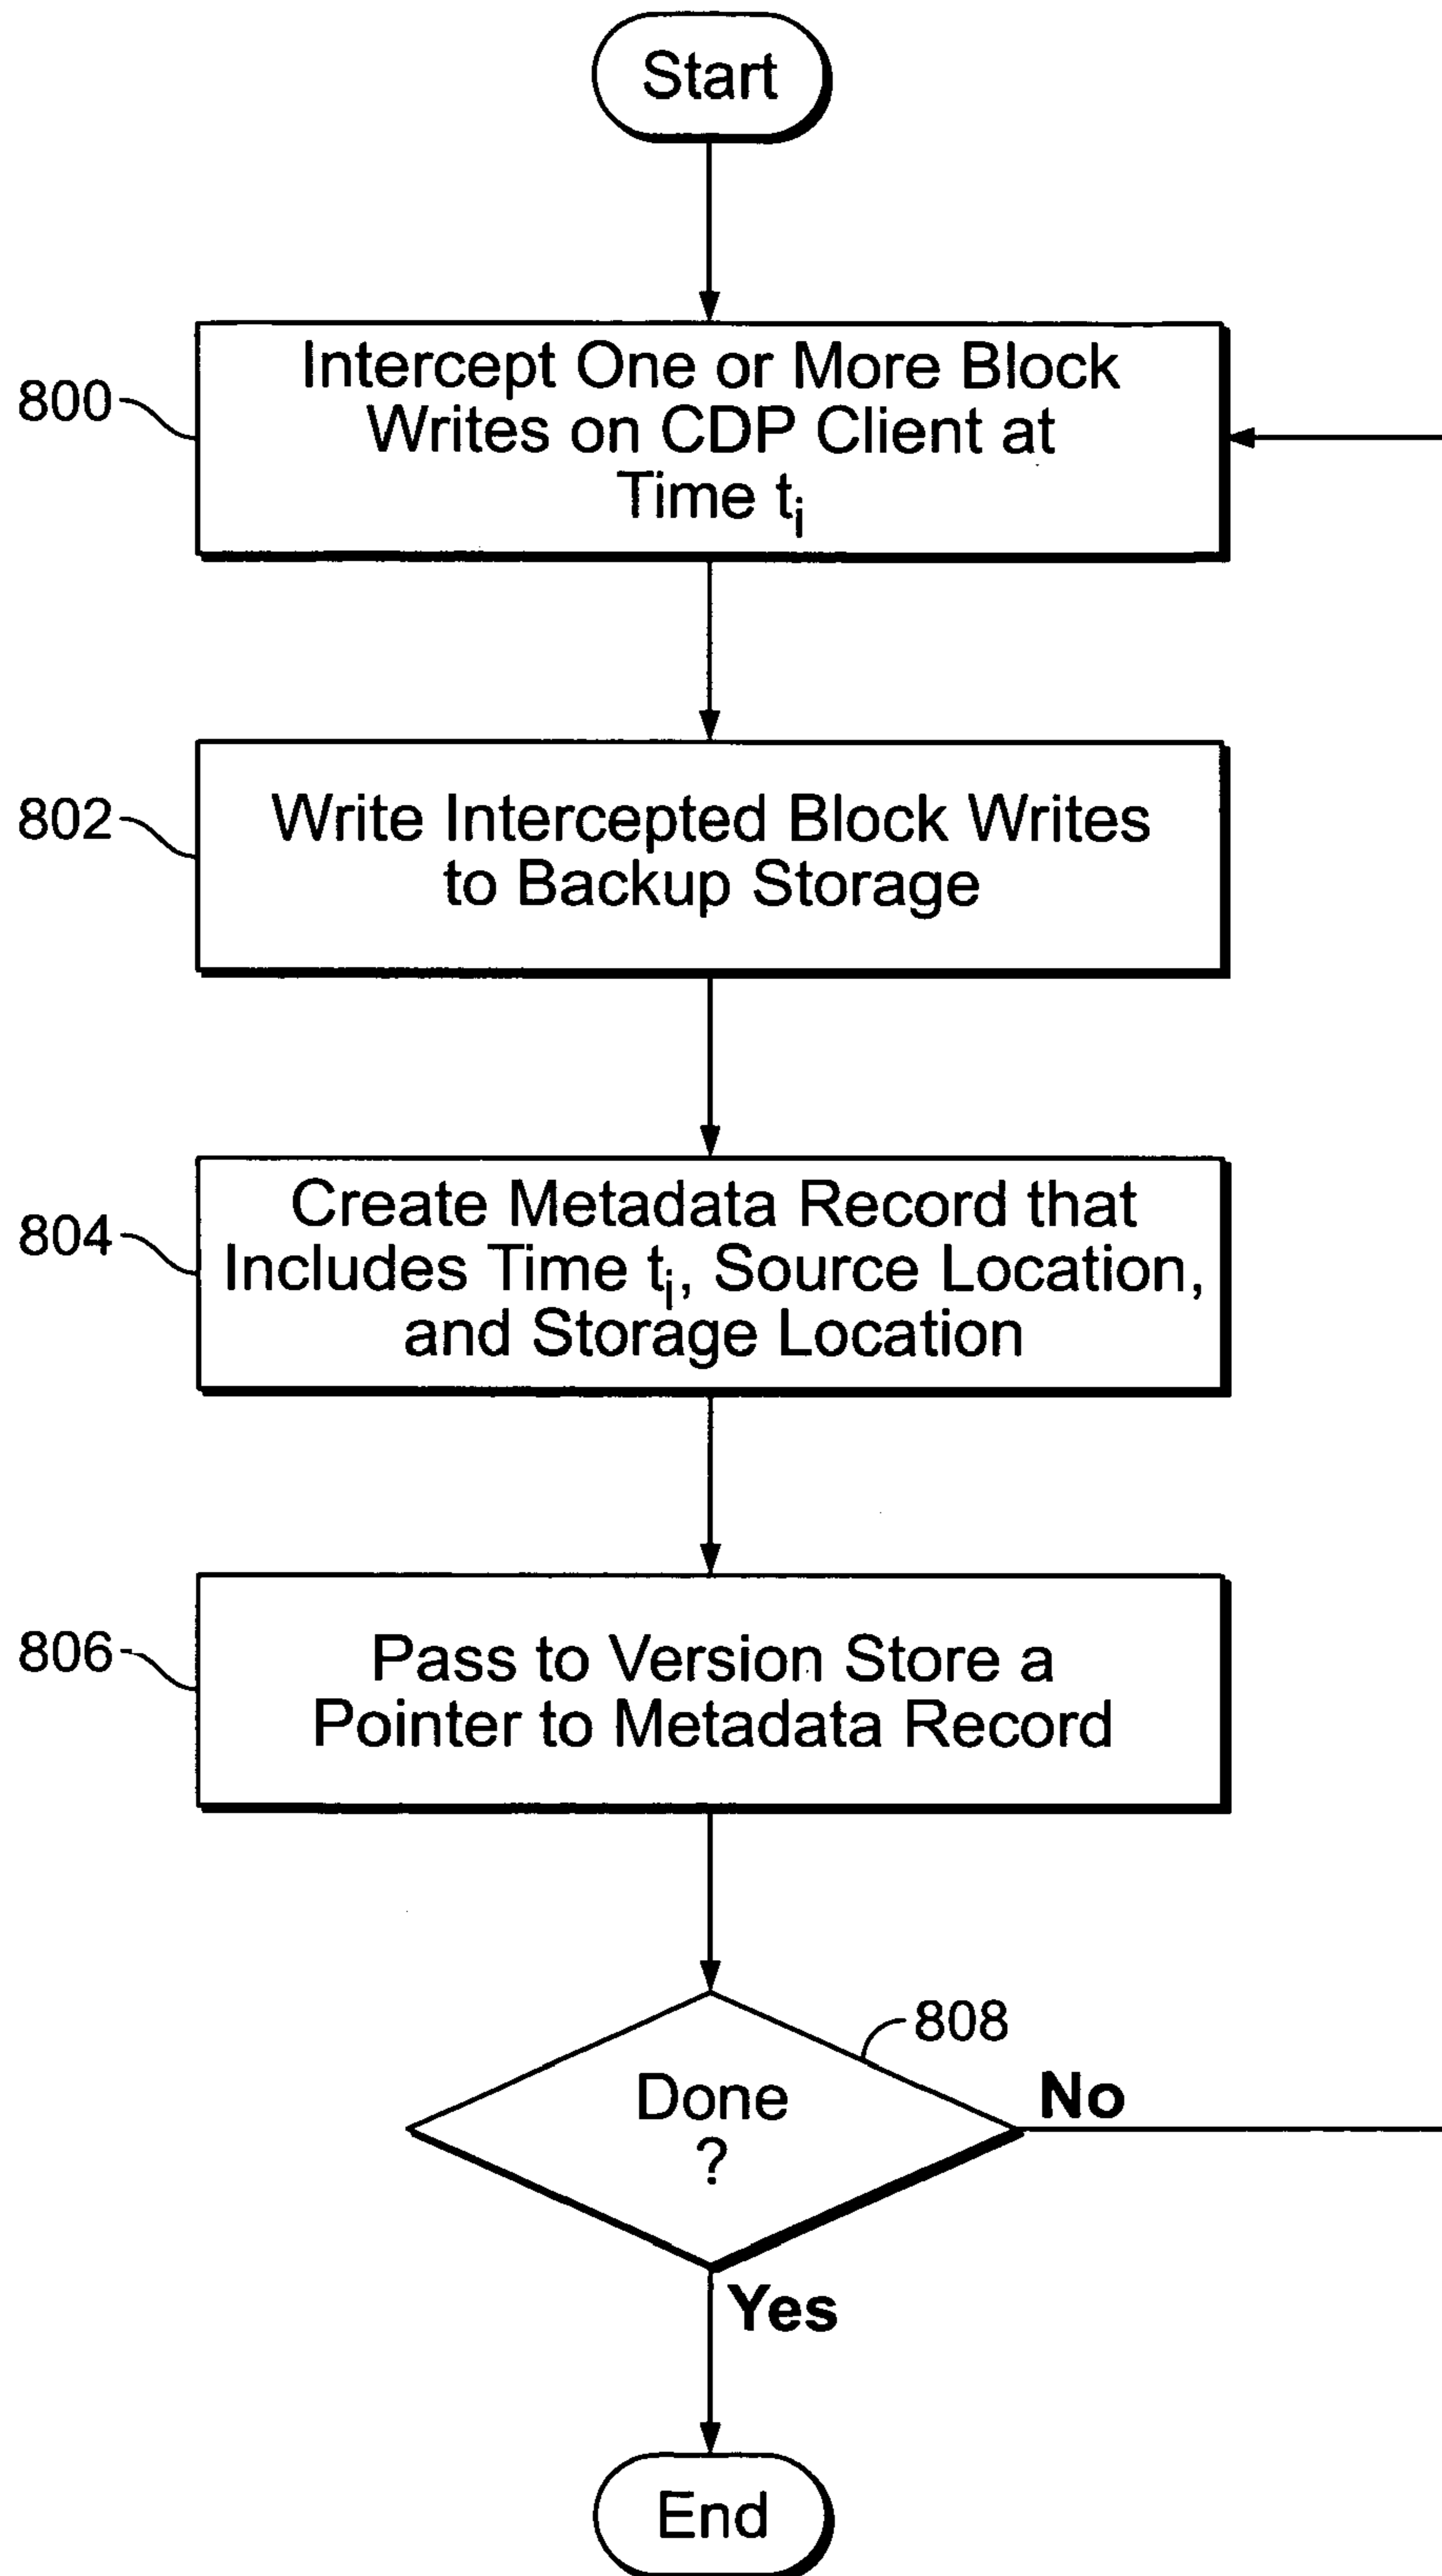 Start
800
Intercept One or More Block
Writes on CDP Client at
Time ti
802
Write Intercepted Block Writes
to Backup Storage
804
Create Metadata Record that
Includes Time ti, Source Location,
and Storage Location
806
Pass to Version Store a
Pointer to Metadata Record
808
Done
?
No
Yes
End